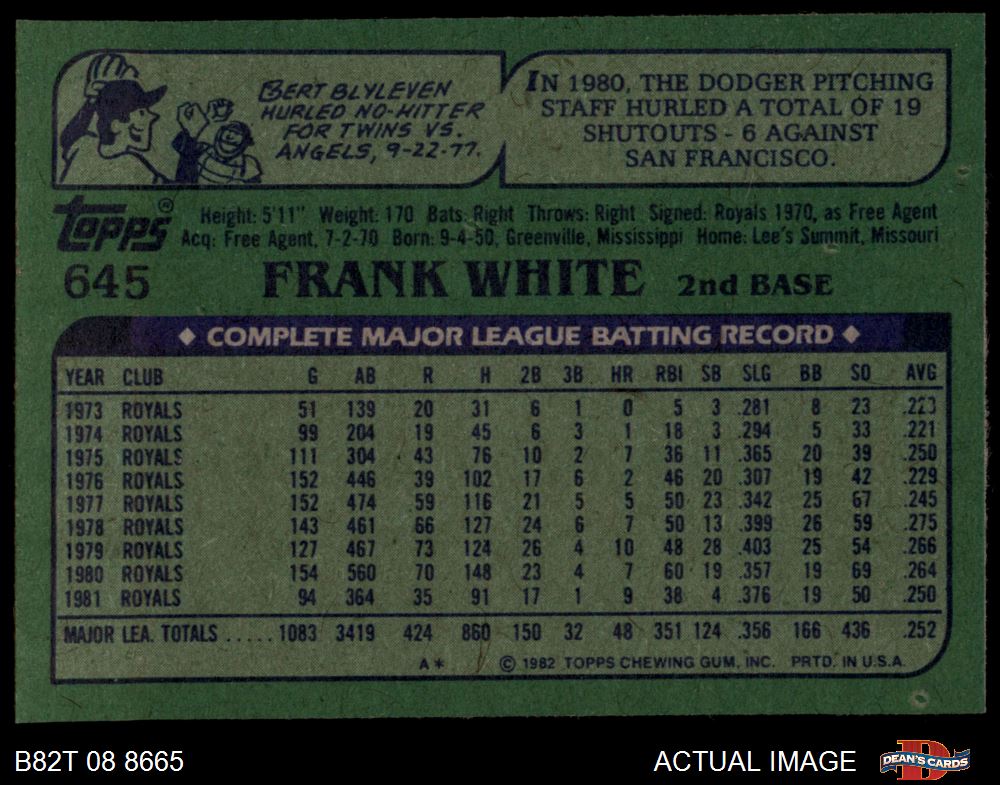 BERT BLYLEVEN
HURLED NO-HITTER
FOR TWINS VS.
ANGELS, 9-22-77.
IN 1980, THE DODGER PITCHING
STAFF HURLED A TOTAL OF 19
SHUTOUTS - 6 AGAINST
SAN FRANCISCO.
topps®
Height: 5'11" Weight: 170 Bats: Right Throws: Right Signed: Royals 1970, as Free Agent
Acq: Free Agent, 7-2-70 Born: 9-4-50, Greenville, Mississippi Home: Lee's Summit, Missouri
645 FRANK WHITE 2nd BASE
◆ COMPLETE MAJOR LEAGUE BATTING RECORD ◆
YEAR CLUB G AB R H 2B 3B HR RBI SB SLG BB SO AVG
1973 ROYALS 51 139 20 31 6 1 0 5 3 .281 8 23 .223
1974 ROYALS 99 204 19 45 6 3 1 18 3 .294 5 33 .221
1975 ROYALS 111 304 43 76 10 2 7 36 11 .365 20 39 .250
1976 ROYALS 152 446 39 102 17 6 2 46 20 .307 19 42 .229
1977 ROYALS 152 474 59 116 21 5 5 50 23 .342 25 67 .245
1978 ROYALS 143 461 66 127 24 6 7 50 13 .399 26 59 .275
1979 ROYALS 127 467 73 124 26 4 10 48 28 .403 25 54 .266
1980 ROYALS 154 560 70 148 23 4 7 60 19 .357 19 69 .264
1981 ROYALS 94 364 35 91 17 1 9 38 4 .376 19 50 .250
MAJOR LEA. TOTALS ..... 1083 3419 424 860 150 32 48 351 124 .356 166 436 .252
A* © 1982 TOPPS CHEWING GUM, INC. PRTD. IN U.S.A.
B82T 08 8665 ACTUAL IMAGE D DEAN'S CARDS